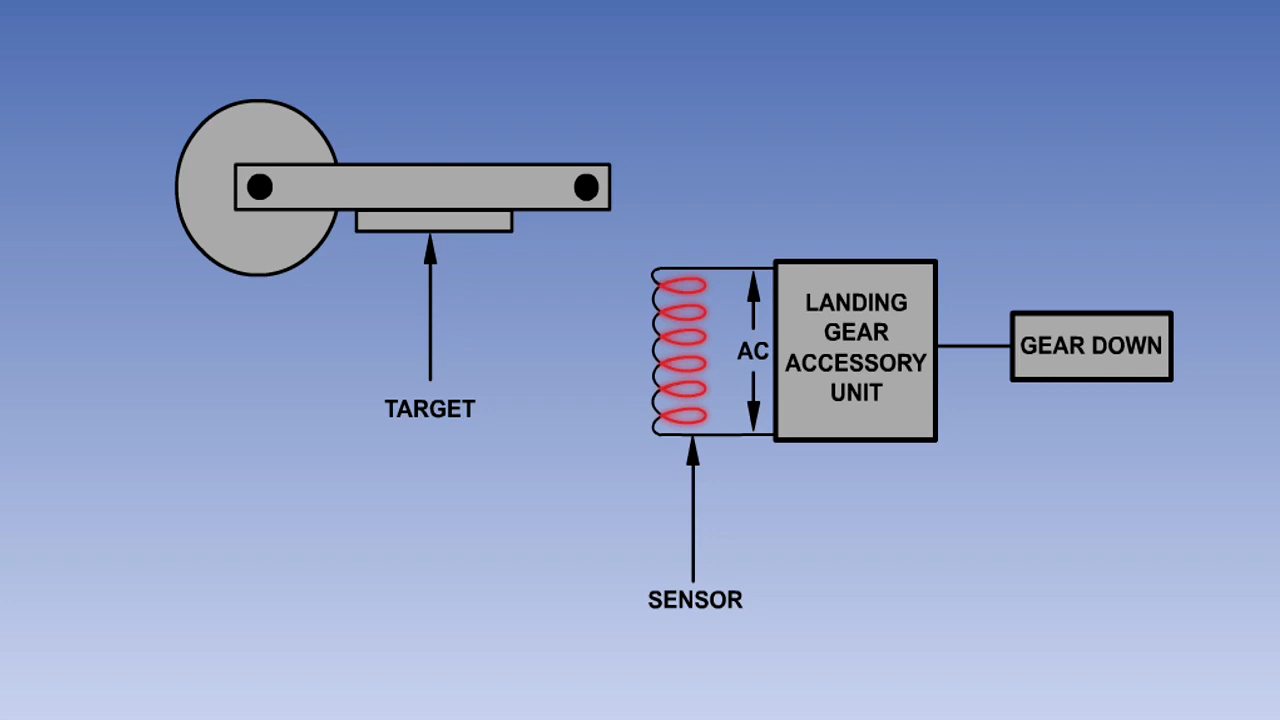 TARGET
SENSOR
AC
LANDING
GEAR
ACCESSORY
UNIT
GEAR DOWN